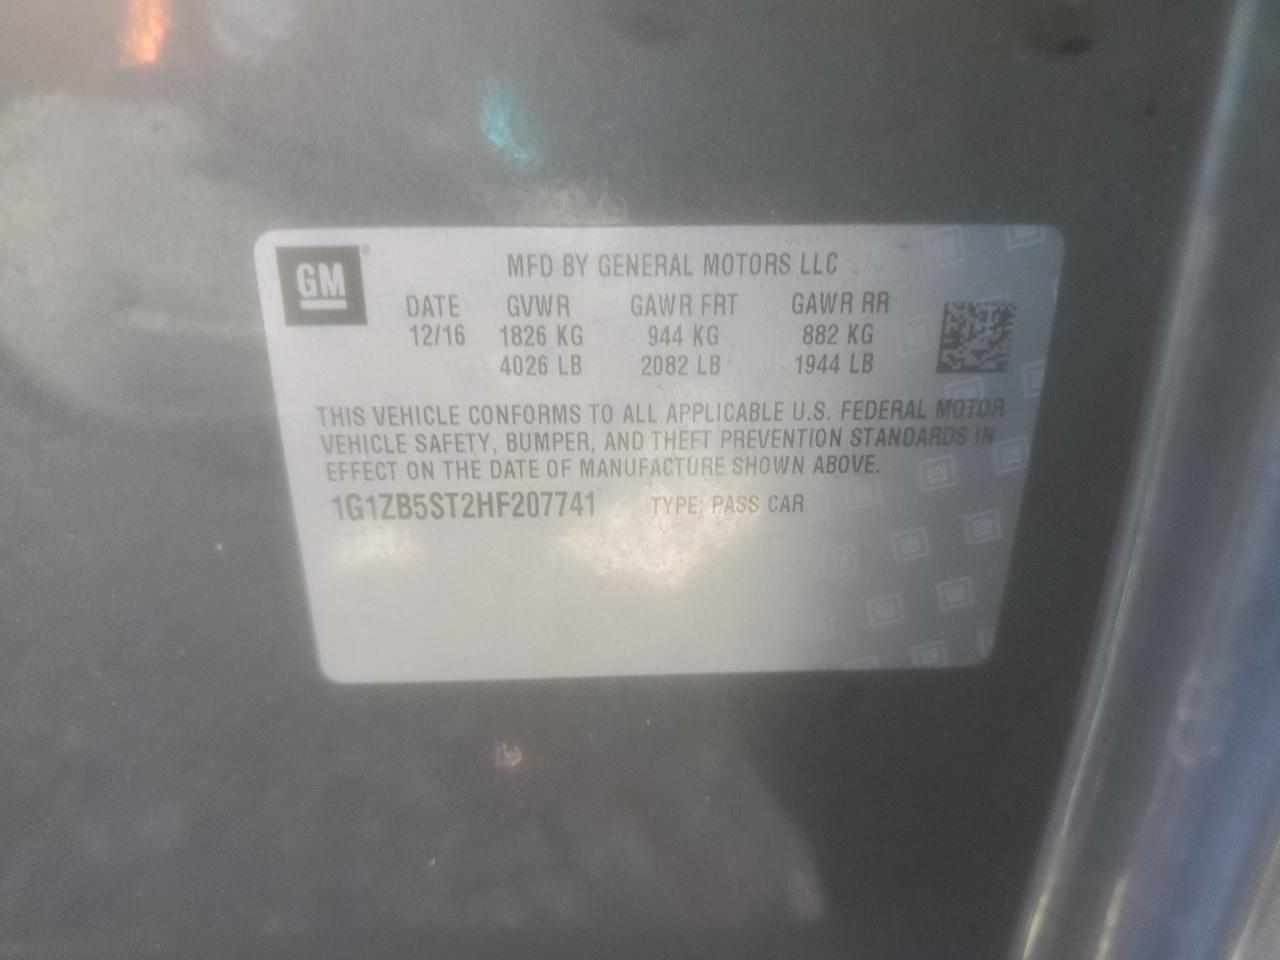 GM
MFD BY GENERAL MOTORS LLC
DATE GVWR GAWR FRT GAWR RR
12/16 1826 KG 944 KG 882 KG
4026 LB 2082 LB 1944 LB
THIS VEHICLE CONFORMS TO ALL APPLICABLE U.S. FEDERAL MOTOR
VEHICLE SAFETY, BUMPER, AND THEFT PREVENTION STANDARDS IN
EFFECT ON THE DATE OF MANUFACTURE SHOWN ABOVE.
1G1ZB5ST2HF207741 TYPE: PASS CAR